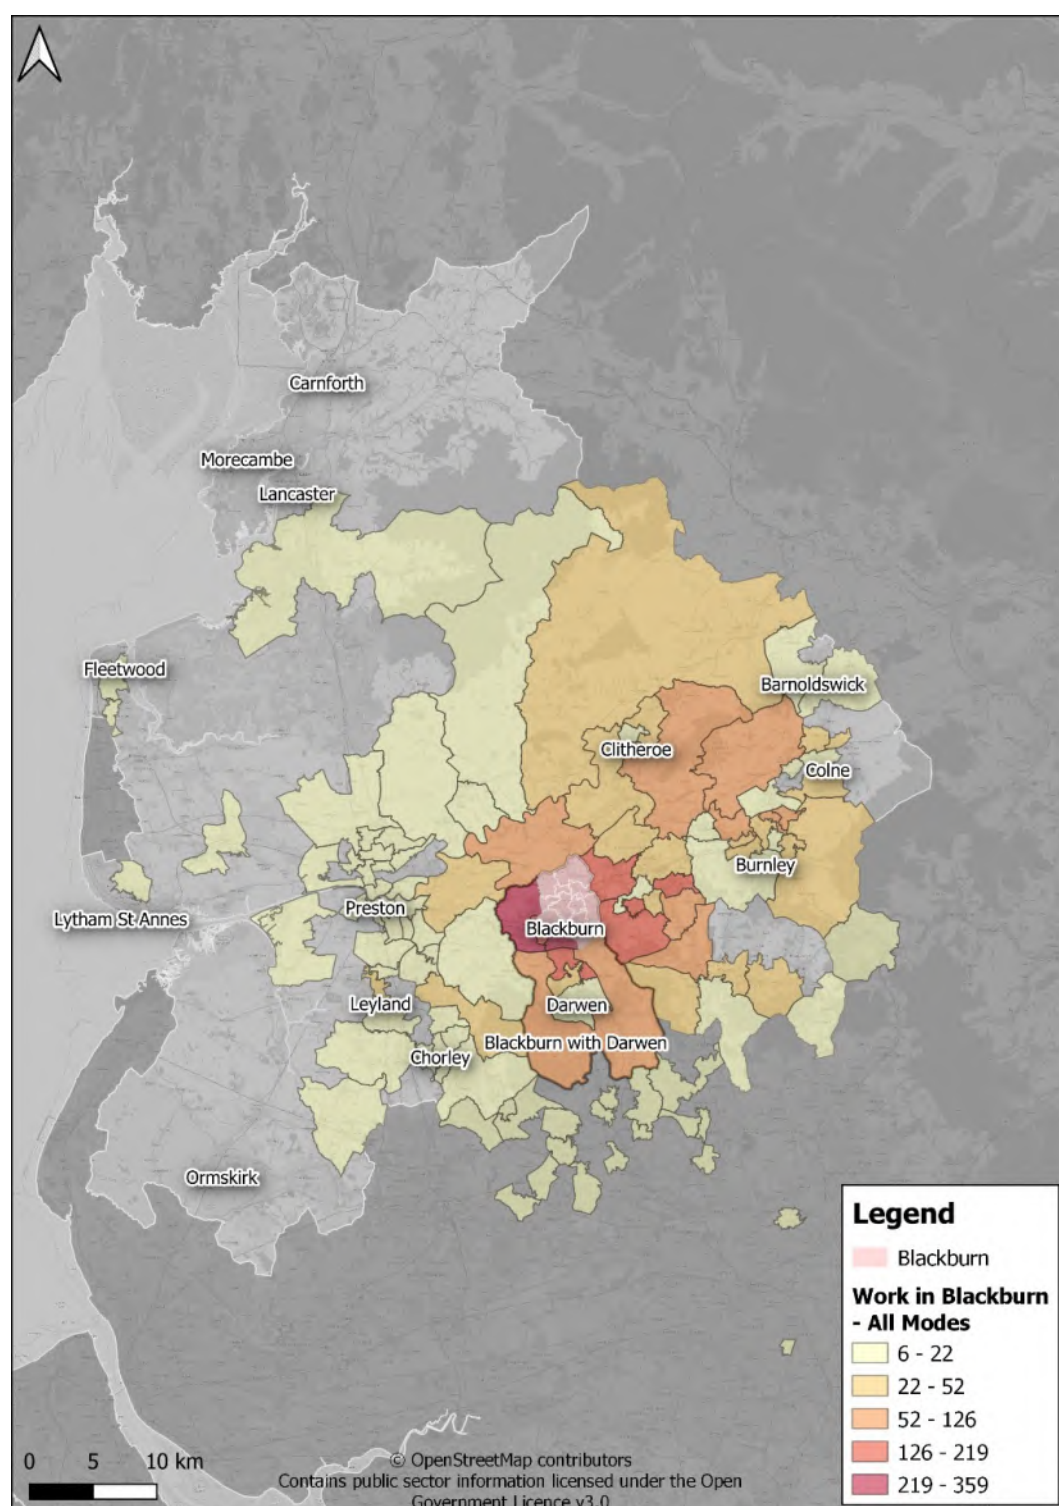 Carnforth
Morecambe
Lancaster
Fleetwood
Barnoldswick
Clitheroe
Colne
Burnley
Preston
Lytham St Annes
Blackburn
Leyland
Darwen
Blackburn with Darwen
Chorley
Ormskirk
Legend
Blackburn
Work in Blackburn
- All Modes
6 - 22
22 - 52
52 - 126
126 - 219
219 - 359
0 5 10 km
© OpenStreetMap contributors
Contains public sector information licensed under the Open
Government Licence v3.0